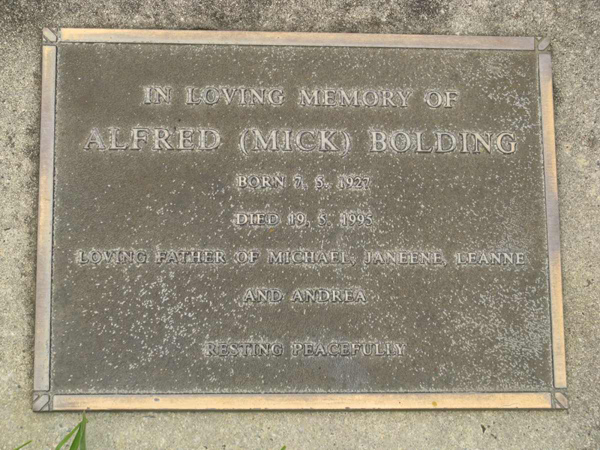 IN LOVING MEMORY OF
ALFRED (MICK) BOLDING
BORN 7. 5. 1927
DIED 19. 5. 1995
LOVING FATHER OF MICHAEL, JANEENE, LEANNE
AND ANDREA
RESTING PEACEFULLY